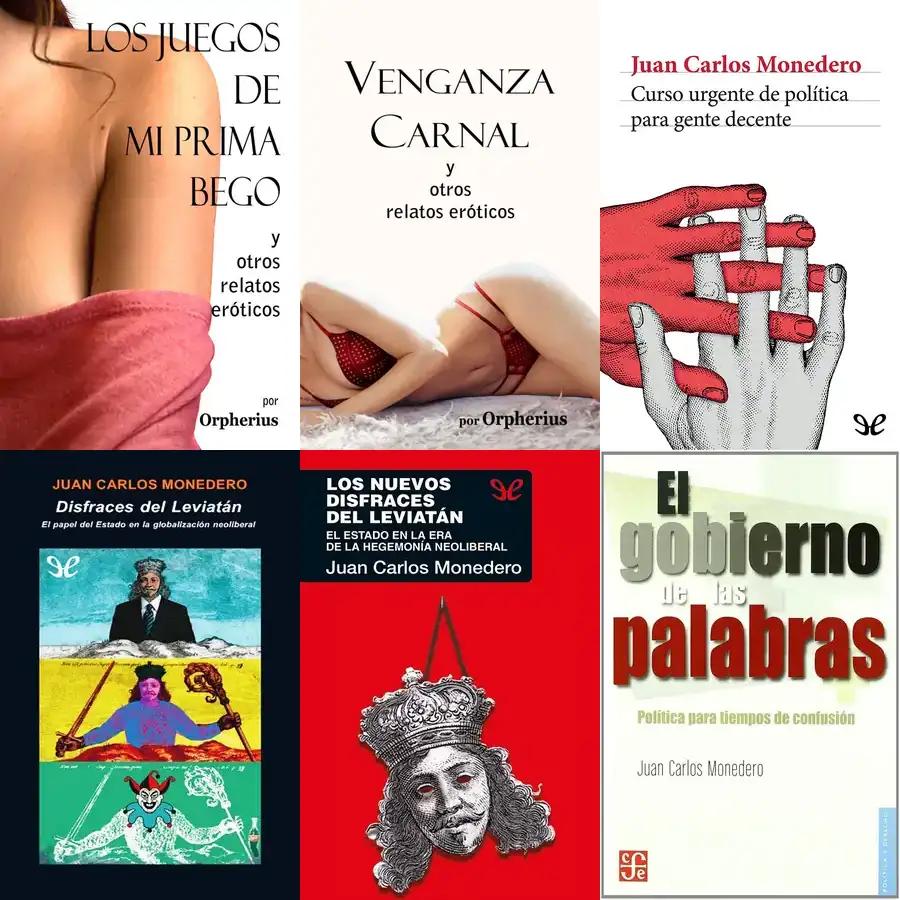 LOS JUEGOS
DE
MI PRIMA
BEGO
y
otros
relatos
eróticos
por
Orpherius
VENGANZA
CARNAL
y
otros
relatos eróticos
por Orpherius
Juan Carlos Monedero
Curso urgente de política
para gente decente
JUAN CARLOS MONEDERO
Disfraces del Leviatán
El papel del Estado en la globalización neoliberal
LOS NUEVOS
DISFRACES
DEL LEVIATÁN
EL ESTADO EN LA ERA
DE LA HEGEMONÍA NEOLIBERAL
Juan Carlos Monedero
El
gobierno
de las
palabras
Política para tiempos de confusión
Juan Carlos Monedero
cfe
POLÍTICA Y DERECHO